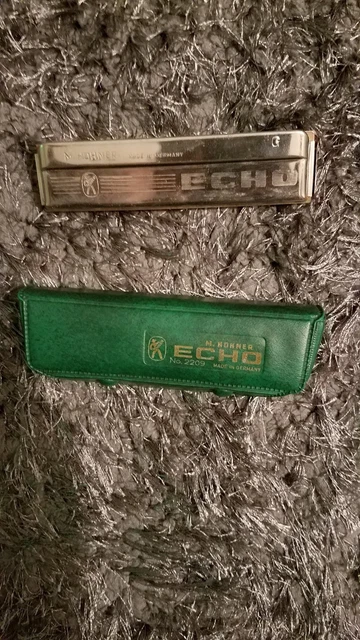 M. HOHNER MADE IN GERMANY G
ECHO
M. HOHNER
ECHO
No. 2209 MADE IN GERMANY